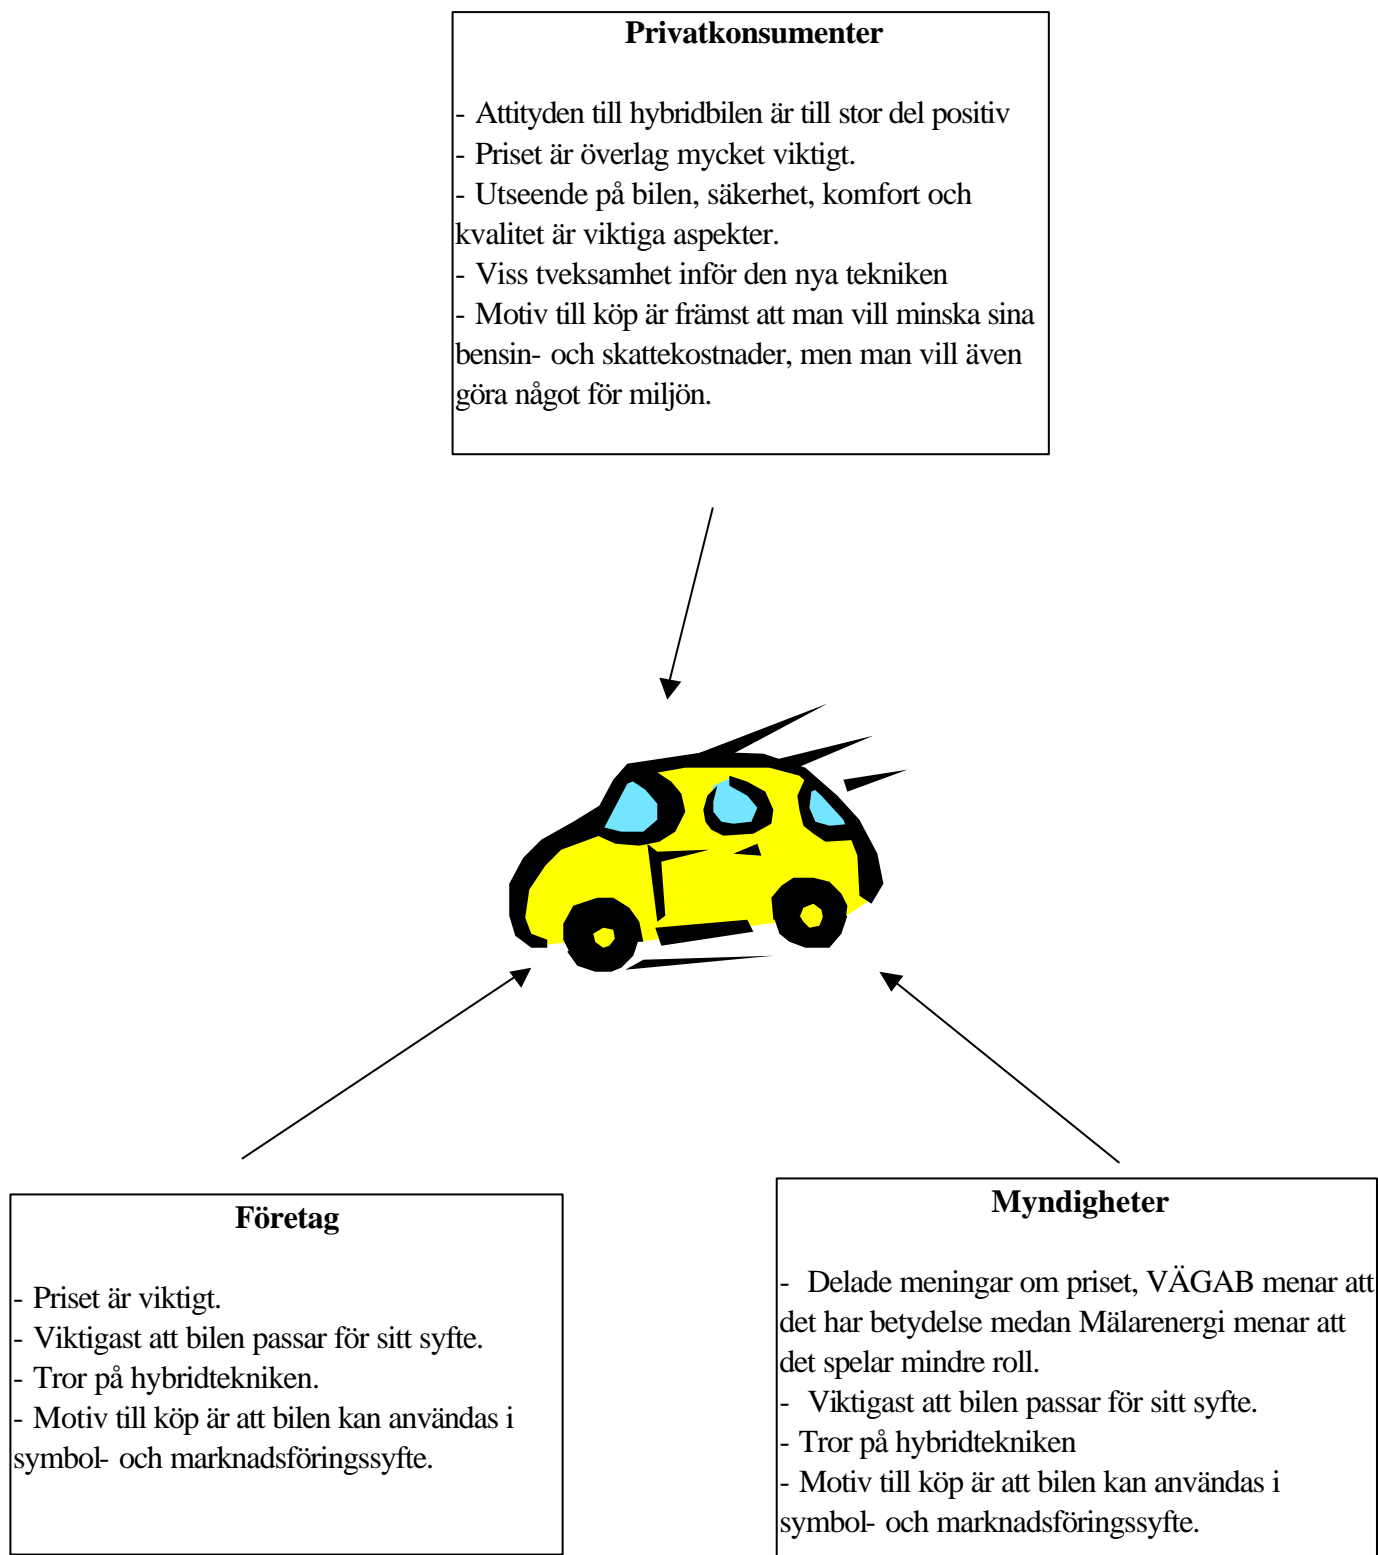 Privatkonsumenter
- Attityden till hybridbilen är till stor del positiv
- Priset är överlag mycket viktigt.
- Utseende på bilen, säkerhet, komfort och
kvalitet är viktiga aspekter.
- Viss tveksamhet inför den nya tekniken
- Motiv till köp är främst att man vill minska sina
bensin- och skattekostnader, men man vill även
göra något för miljön.
Företag
- Priset är viktigt.
- Viktigast att bilen passar för sitt syfte.
- Tror på hybridtekniken.
- Motiv till köp är att bilen kan användas i
symbol- och marknadsföringssyfte.
Myndigheter
- Delade meningar om priset, VÄGAB menar att
det har betydelse medan Mälarenergi menar att
det spelar mindre roll.
- Viktigast att bilen passar för sitt syfte.
- Tror på hybridtekniken
- Motiv till köp är att bilen kan användas i
symbol- och marknadsföringssyfte.